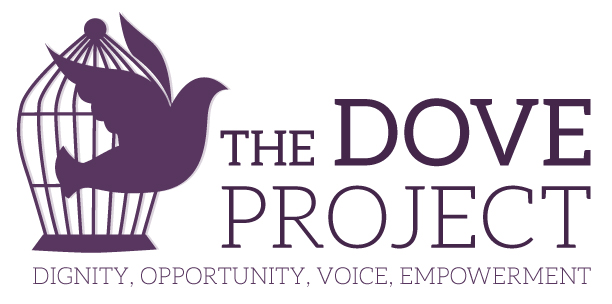 THE DOVE
PROJECT
DIGNITY, OPPORTUNITY, VOICE, EMPOWERMENT